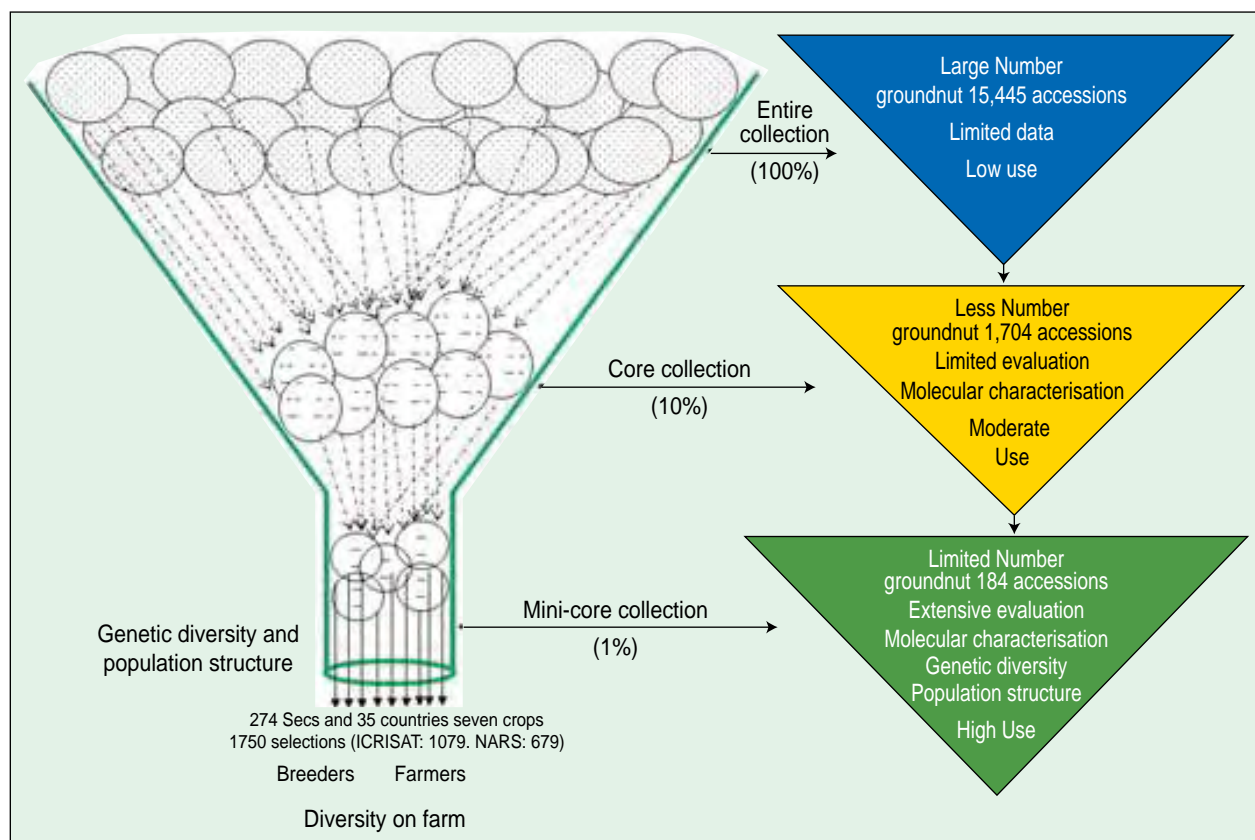 Entire
collection
(100%)
Large Number
groundnut 15,445 accessions
Limited data
Low use
Core collection
(10%)
Less Number
groundnut 1,704 accessions
Limited evaluation
Molecular characterisation
Moderate
Use
Mini-core collection
(1%)
Limited Number
groundnut 184 accessions
Extensive evaluation
Molecular characterisation
Genetic diversity
Population structure
High Use
Genetic diversity and
population structure
274 Secs and 35 countries seven crops
1750 selections (ICRISAT: 1079. NARS: 679)
Breeders Farmers
Diversity on farm